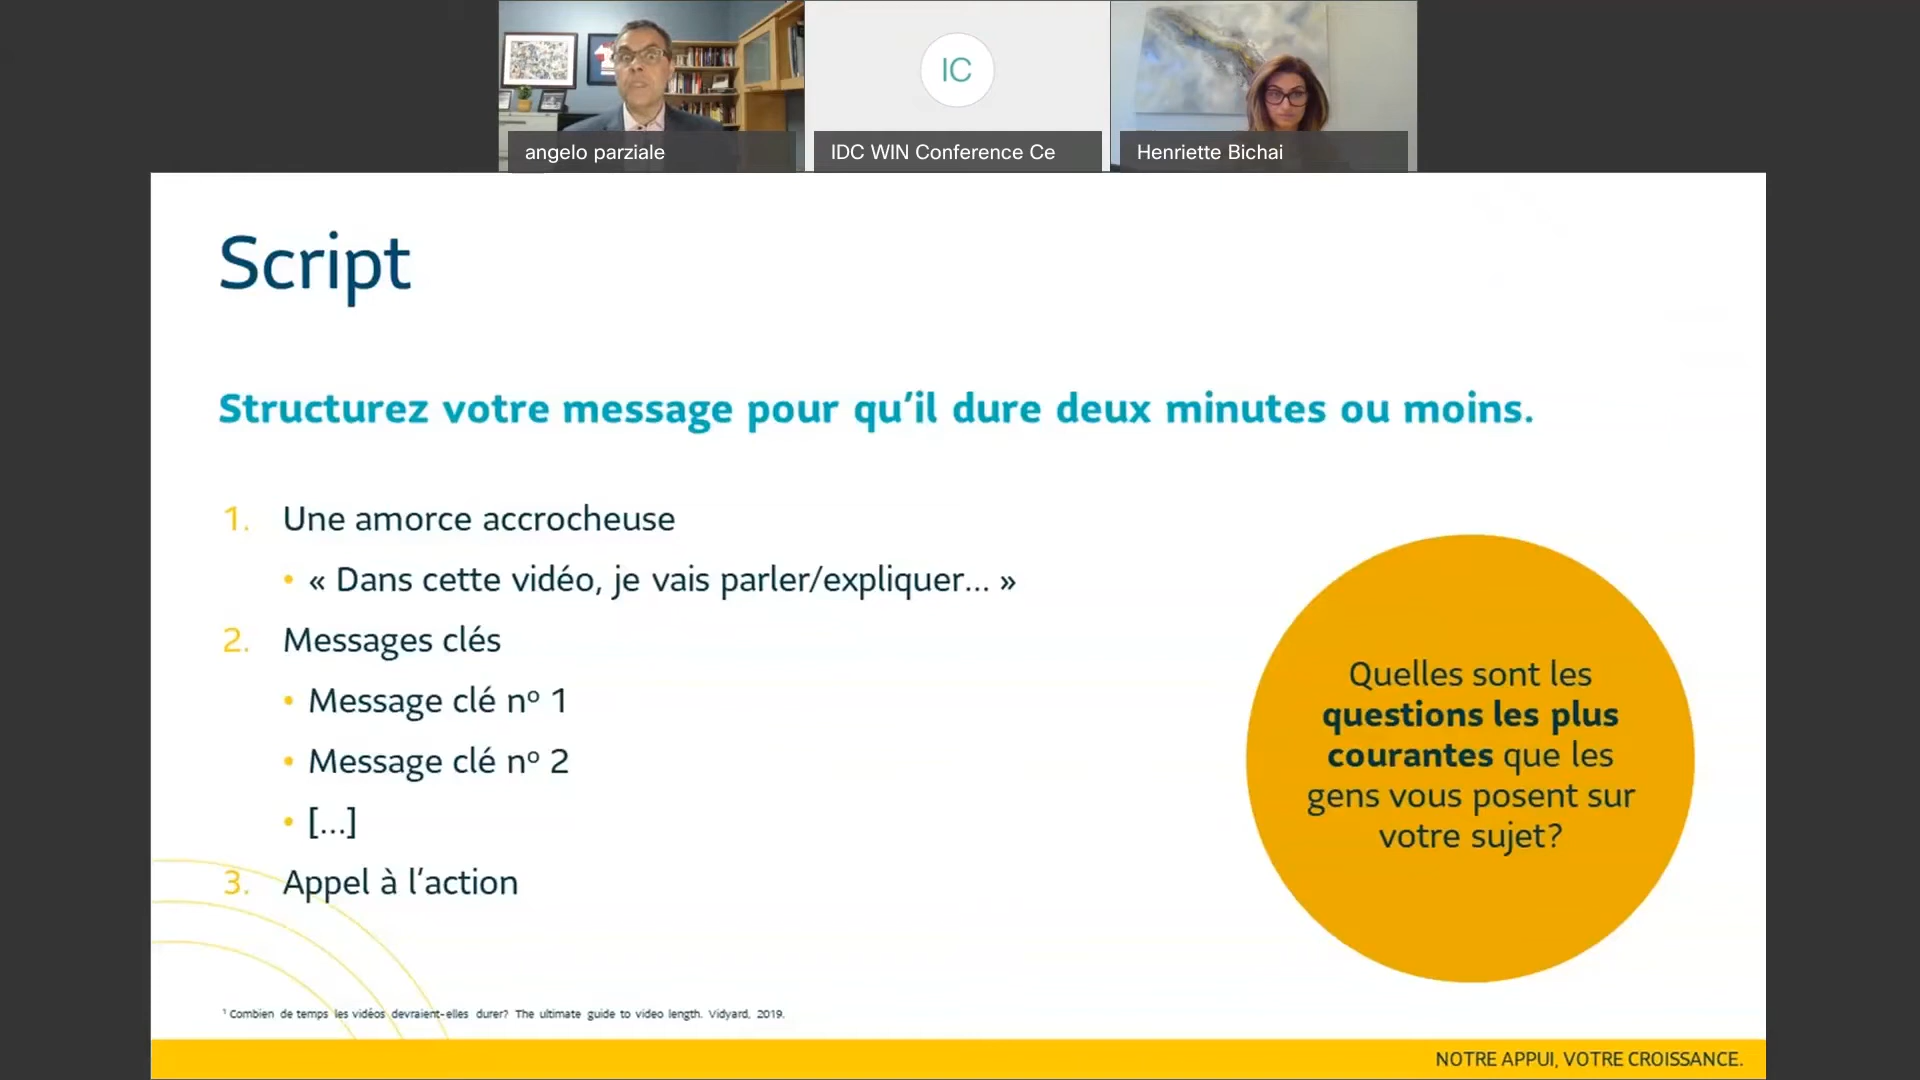 angelo parziale
IC
IDC WIN Conference Ce
Henriette Bichai
Script
Structurez votre message pour qu’il dure deux minutes ou moins.
1. Une amorce accrocheuse
• « Dans cette vidéo, je vais parler/expliquer... »
2. Messages clés
• Message clé nº 1
• Message clé nº 2
• [...]
3. Appel à l’action
Quelles sont les
questions les plus
courantes que les
gens vous posent sur
votre sujet?
¹ Combien de temps les vidéos devraient-elles durer? The ultimate guide to video length. Vidyard, 2019.
NOTRE APPUI, VOTRE CROISSANCE.